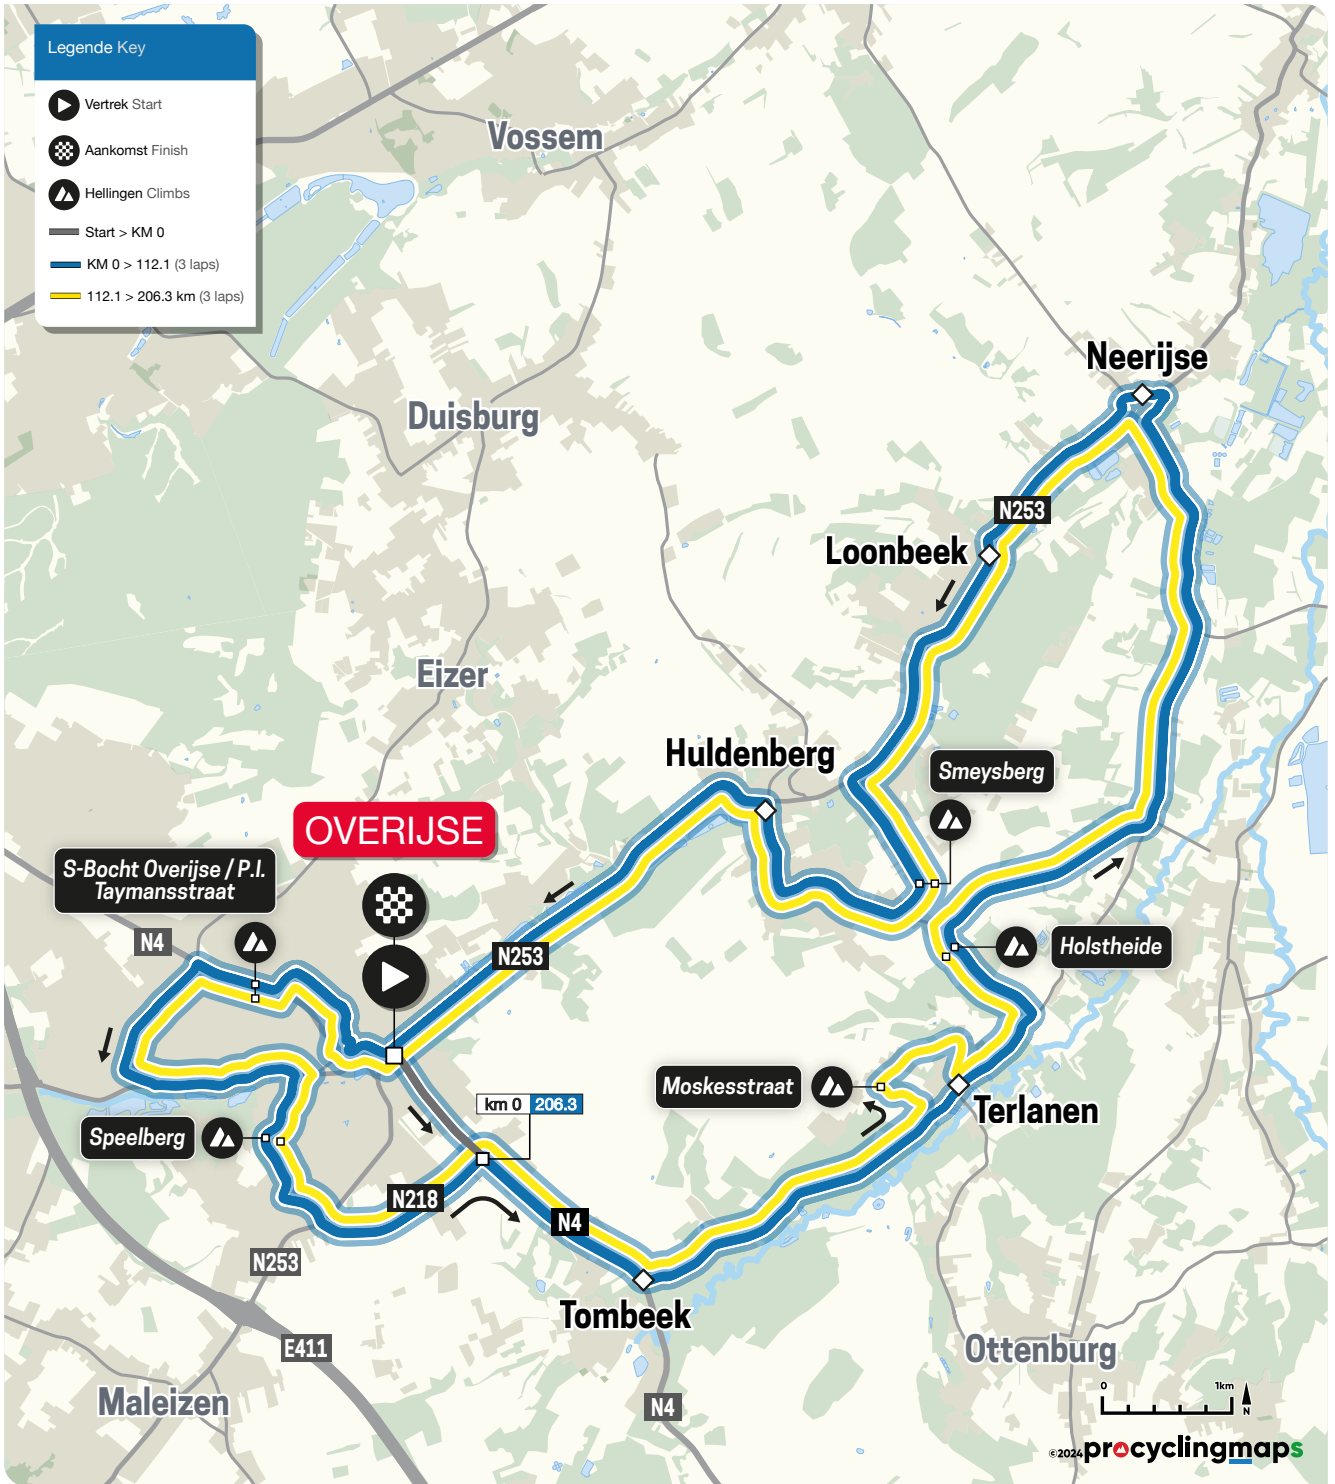 Legende Key
Vertrek Start
Aankomst Finish
Hellingen Climbs
Start > KM 0
KM 0 > 112.1 (3 laps)
112.1 > 206.3 km (3 laps)
Vossem
Neerijse
Duisburg
N253
Loonbeek
Eizer
Huldenberg
Smeysberg
OVERIJSE
S-Bocht Overijse / P.I.
Taymansstraat
N4
N253
Holstheide
Moskesstraat
km 0 206.3
Terlanen
Speelberg
N218
N4
N253
Tombeek
E411
Ottenburg
Maleizen
N4
0 1km
N
©2024 procyclingmaps